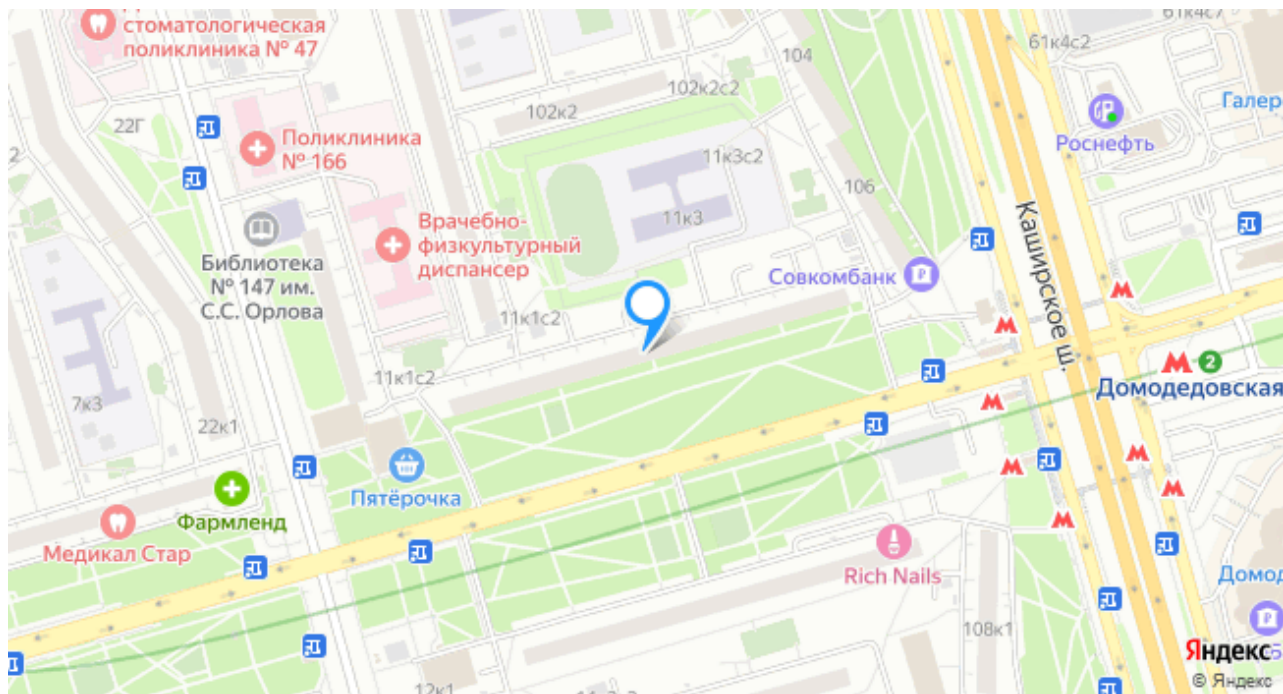 стоматологическая
поликлиника № 47
104
61к4с7
61к4с2
102к2с2
102к2
22Г
Поликлиника
№ 166
Роснефть
Галер
2
11к3с2
106
11к3
Врачебно-
физкультурный
диспансер
Библиотека
№ 147 им.
С.С. Орлова
Каширское ш.
Совкомбанк
11к1с2
11к1с2
2
Домодедовская
7к3
22к1
Пятёрочка
Фармленд
Медикал Стар
Rich Nails
Домод
108к1
12к1
Яндекс
© Яндекс